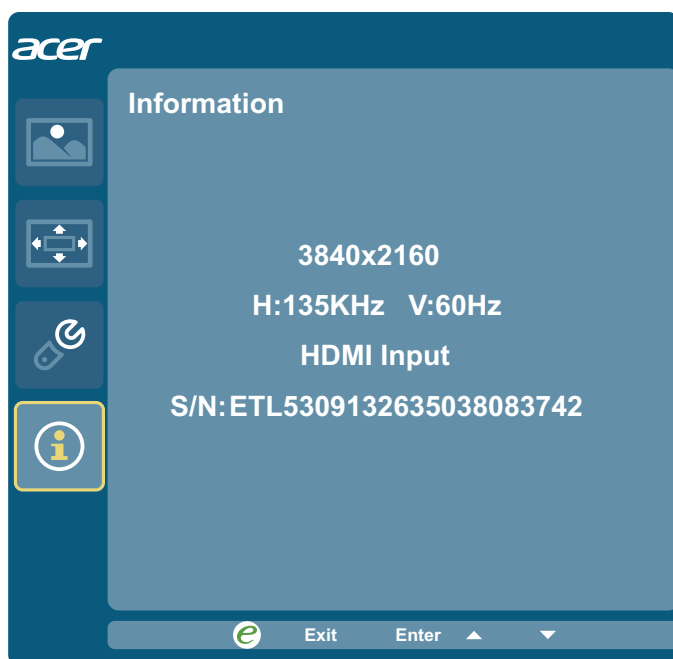 acer
Information
3840x2160
H:135KHz V:60Hz
HDMI Input
S/N:ETL5309132635038083742
e Exit Enter